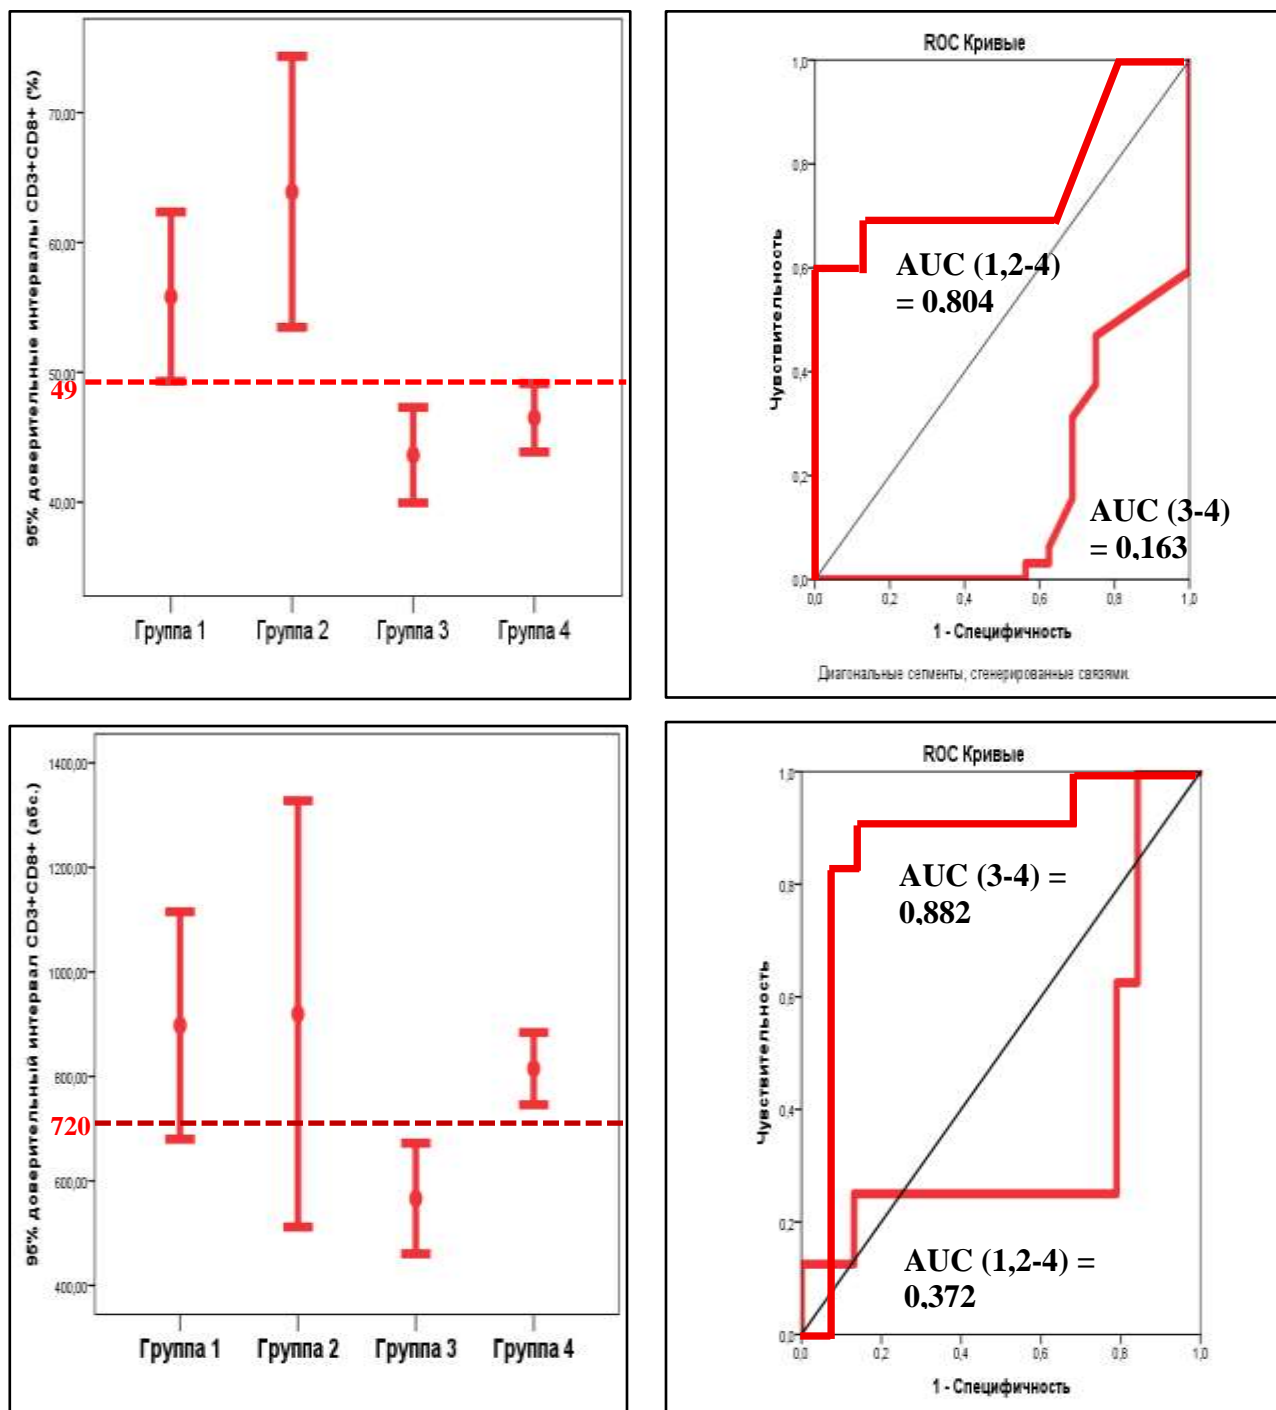 95% доверительные интервалы CD3+CD8+ (%)
70,00
60,00
50,00
49
40,00
Группа 1
Группа 2
Группа 3
Группа 4
ROC Кривые
Чувствительность
1,0
0,8
0,6
0,4
0,2
0,0
AUC (1,2-4)
= 0,804
AUC (3-4)
= 0,163
0,0
0,2
0,4
0,6
0,8
1,0
1 - Специфичность
Диагональные сегменты, сгенерированные связями.
95% доверительный интервал CD3+CD8+ (абс.)
1400,00
1200,00
1000,00
800,00
720
600,00
400,00
Группа 1
Группа 2
Группа 3
Группа 4
ROC Кривые
Чувствительность
1,0
0,8
0,6
0,4
0,2
0,0
AUC (3-4) =
0,882
AUC (1,2-4) =
0,372
0,0
0,2
0,4
0,6
0,8
1,0
1 - Специфичность